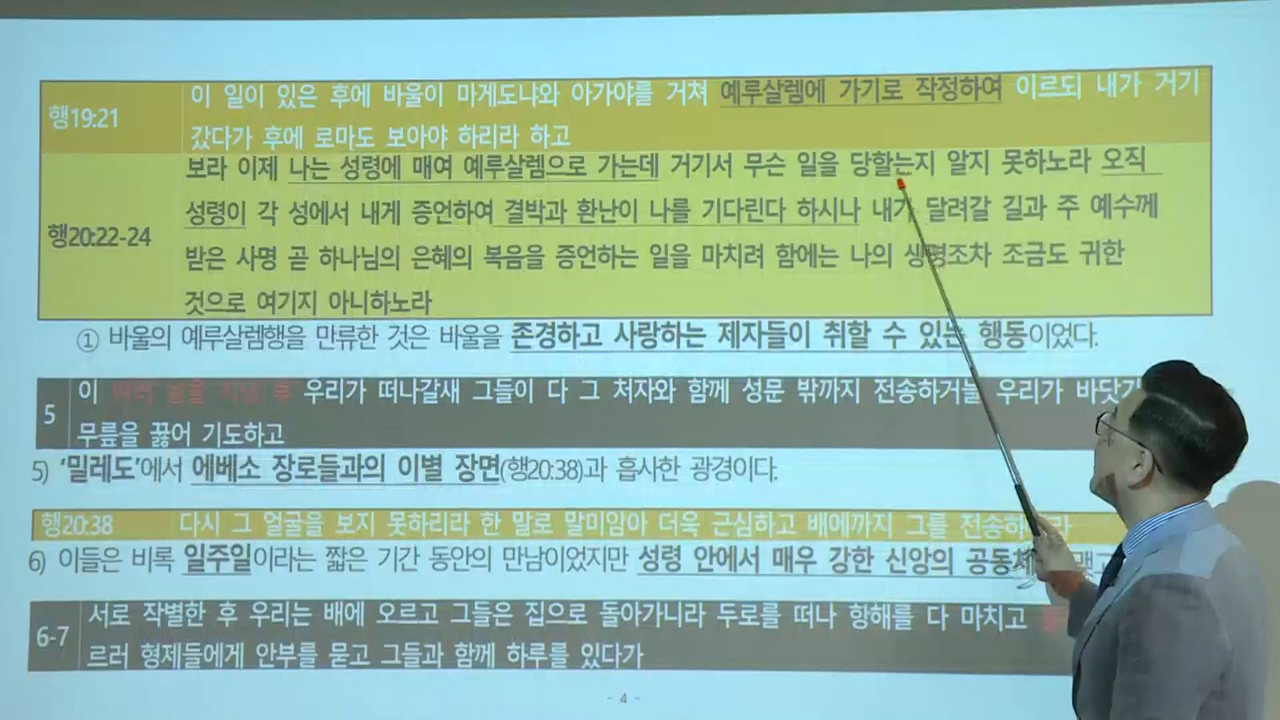 행19:21
이 일이 있은 후에 바울이 마게도냐와 아가야를 거쳐 예루살렘에 가기로 작정하여 이르되 내가 거기
갔다가 후에 로마도 보아야 하리라 하고
행20:22-24
보라 이제 나는 성령에 매여 예루살렘으로 가는데 거기서 무슨 일을 당할는지 알지 못하노라 오직
성령이 각 성에서 내게 증언하여 결박과 환난이 나를 기다린다 하시나 내가 달려갈 길과 주 예수께
받은 사명 곧 하나님의 은혜의 복음을 증언하는 일을 마치려 함에는 나의 생명조차 조금도 귀한
것으로 여기지 아니하노라
① 바울의 예루살렘행을 만류한 것은 바울을 존경하고 사랑하는 제자들이 취할 수 있는 행동이었다.
5
이 여러 날을 지낸 후 우리가 떠나갈새 그들이 다 그 처자와 함께 성문 밖까지 전송하거늘 우리가
무릎을 꿇어 기도하고
5) ‘밀레도’에서 에베소 장로들과의 이별 장면(행20:38)과 흡사한 광경이다.
행20:38 다시 그 얼굴을 보지 못하리라 한 말로 말미암아 더욱 근심하고 배에까지 그를 전송하니라
6) 이들은 비록 일주일이라는 짧은 기간 동안의 만남이었지만 성령 안에서 매우 강한 신앙의
6-7
서로 작별한 후 우리는 배에 오르고 그들은 집으로 돌아가니라 두로를 떠나 항해를 다 마치고
르러 형제들에게 안부를 묻고 그들과 함께 하루를 있다가
- 4 -